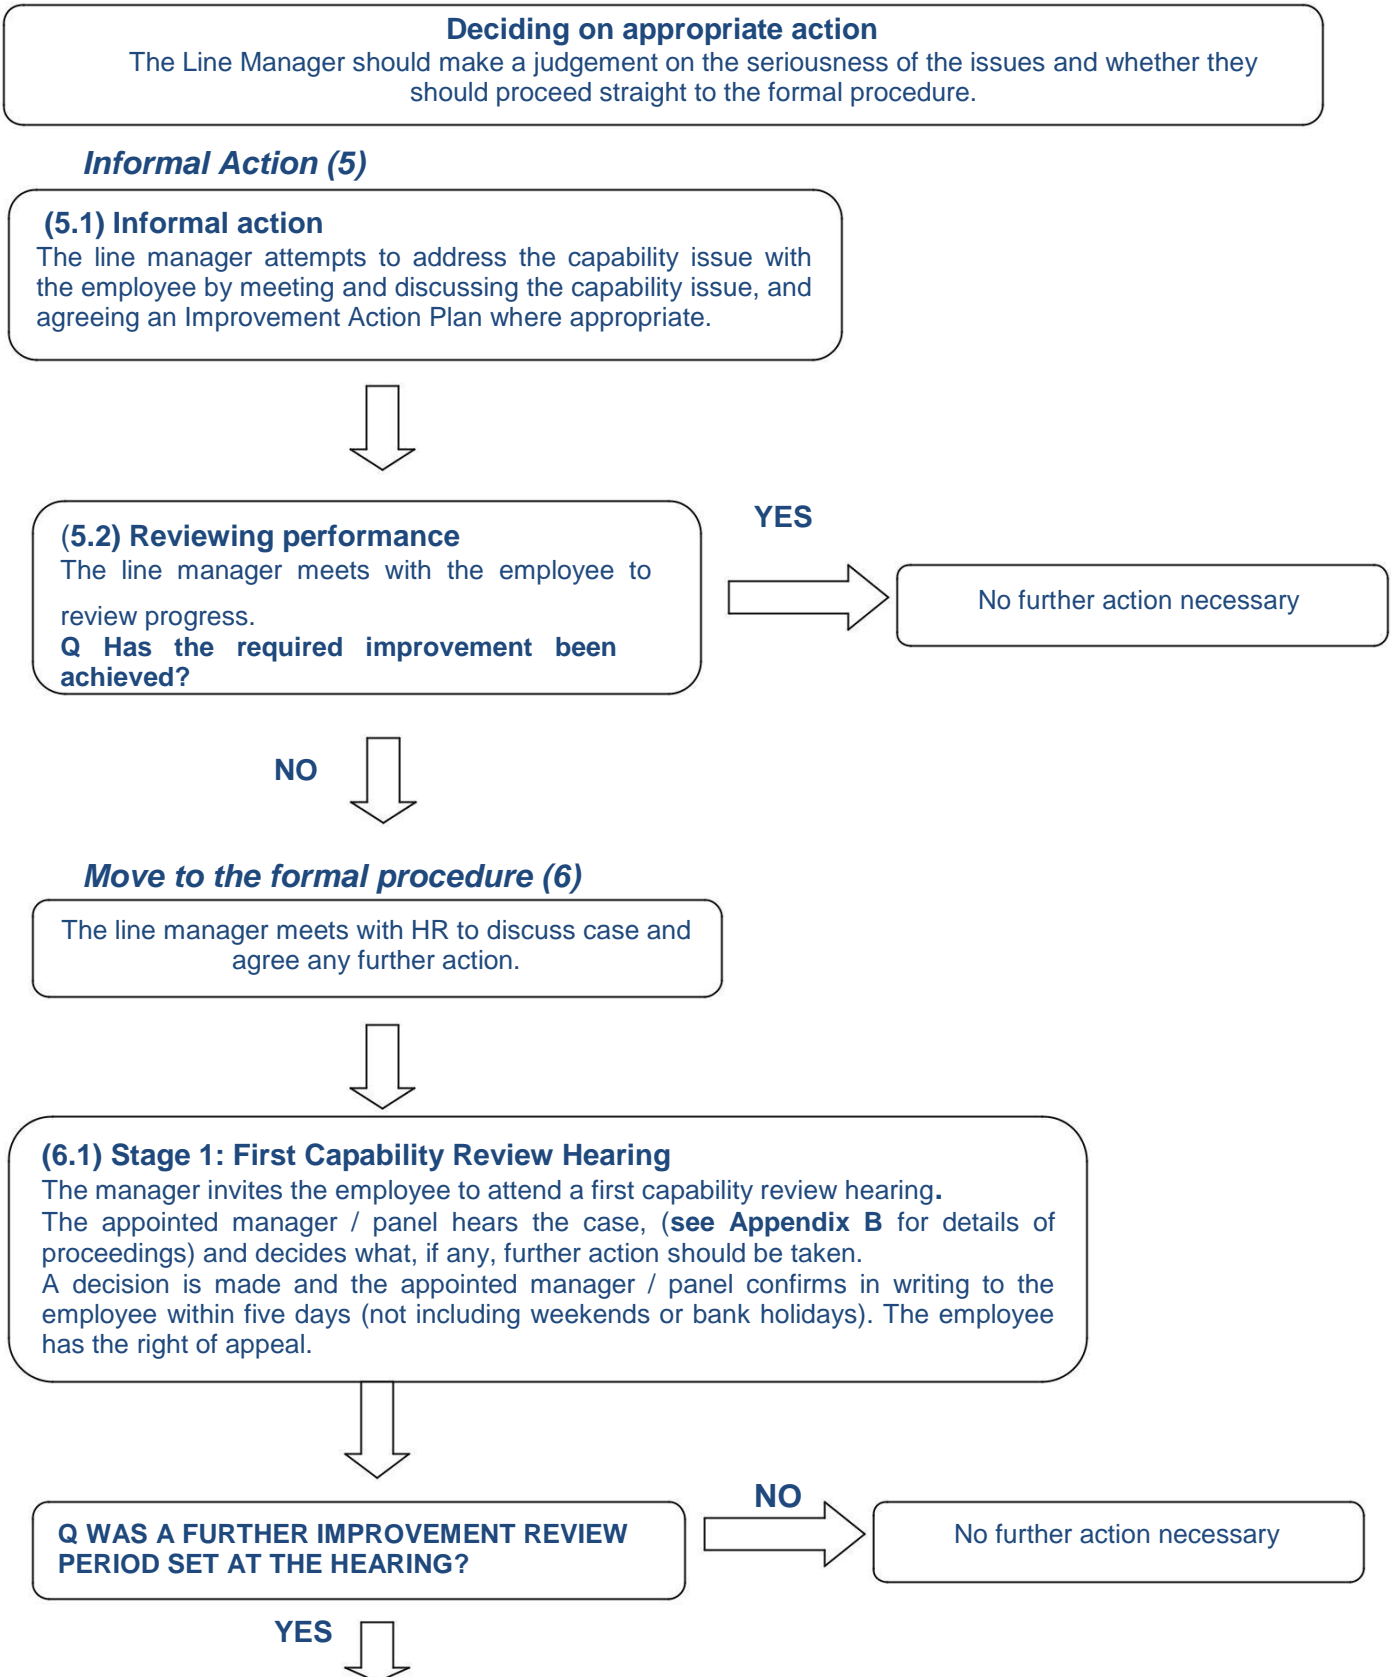 Deciding on appropriate action
The Line Manager should make a judgement on the seriousness of the issues and whether they
should proceed straight to the formal procedure.
Informal Action (5)
(5.1) Informal action
The line manager attempts to address the capability issue with
the employee by meeting and discussing the capability issue, and
agreeing an Improvement Action Plan where appropriate.
(5.2) Reviewing performance
The line manager meets with the employee to
review progress.
Q Has the required improvement been
achieved?
YES
No further action necessary
NO
Move to the formal procedure (6)
The line manager meets with HR to discuss case and
agree any further action.
(6.1) Stage 1: First Capability Review Hearing
The manager invites the employee to attend a first capability review hearing.
The appointed manager / panel hears the case, (see Appendix B for details of
proceedings) and decides what, if any, further action should be taken.
A decision is made and the appointed manager / panel confirms in writing to the
employee within five days (not including weekends or bank holidays). The employee
has the right of appeal.
Q WAS A FURTHER IMPROVEMENT REVIEW
PERIOD SET AT THE HEARING?
NO
No further action necessary
YES